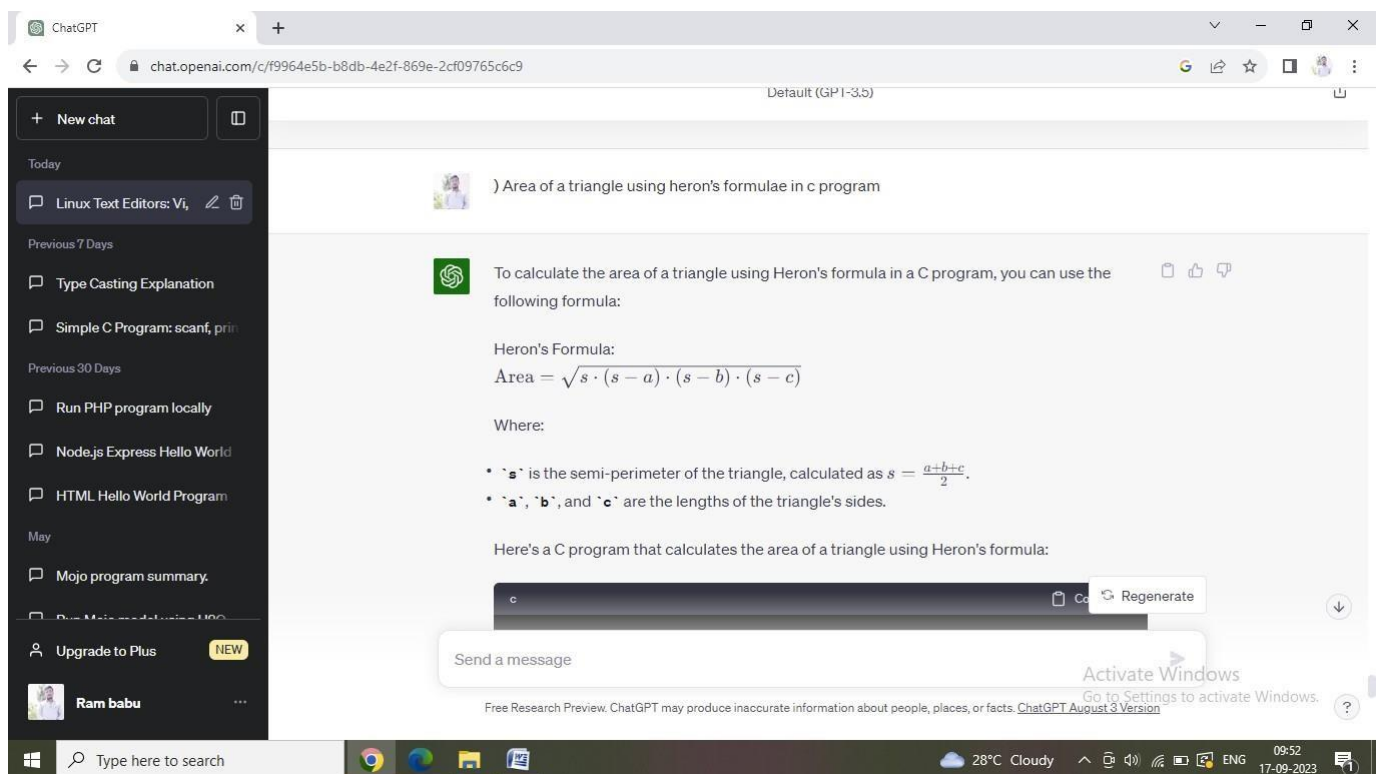 ChatGPT
chat.openai.com/c/f9964e5b-b8db-4e2f-869e-2cf09765c6c9
Default (GPT-3.5)
New chat
Today
Linux Text Editors: Vi,
Previous 7 Days
Type Casting Explanation
Simple C Program: scanf, prin
Previous 30 Days
Run PHP program locally
Node.js Express Hello World
HTML Hello World Program
May
Mojo program summary.
Upgrade to Plus NEW
Ram babu
) Area of a triangle using heron's formulae in c program
To calculate the area of a triangle using Heron's formula in a C program, you can use the
following formula:
Heron's Formula:
Area = √s · (s − a) · (s − b) · (s − c)
Where:
• `s` is the semi-perimeter of the triangle, calculated as s = a+b+c/2.
• `a`, `b`, and `c` are the lengths of the triangle's sides.
Here's a C program that calculates the area of a triangle using Heron's formula:
c Co
Regenerate
Send a message
Activate Windows
Go to Settings to activate Windows.
Free Research Preview. ChatGPT may produce inaccurate information about people, places, or facts. ChatGPT August 3 Version
?
Type here to search
28°C Cloudy
ENG
09:52
17-09-2023